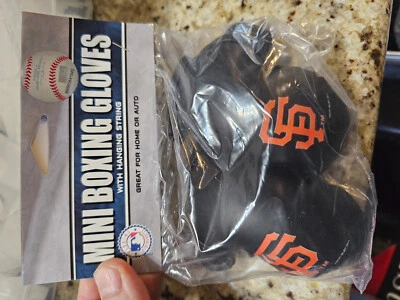 MINI BOXING GLOVES
WITH HANGING STRING
GREAT FOR HOME OR AUTO
SF
SF